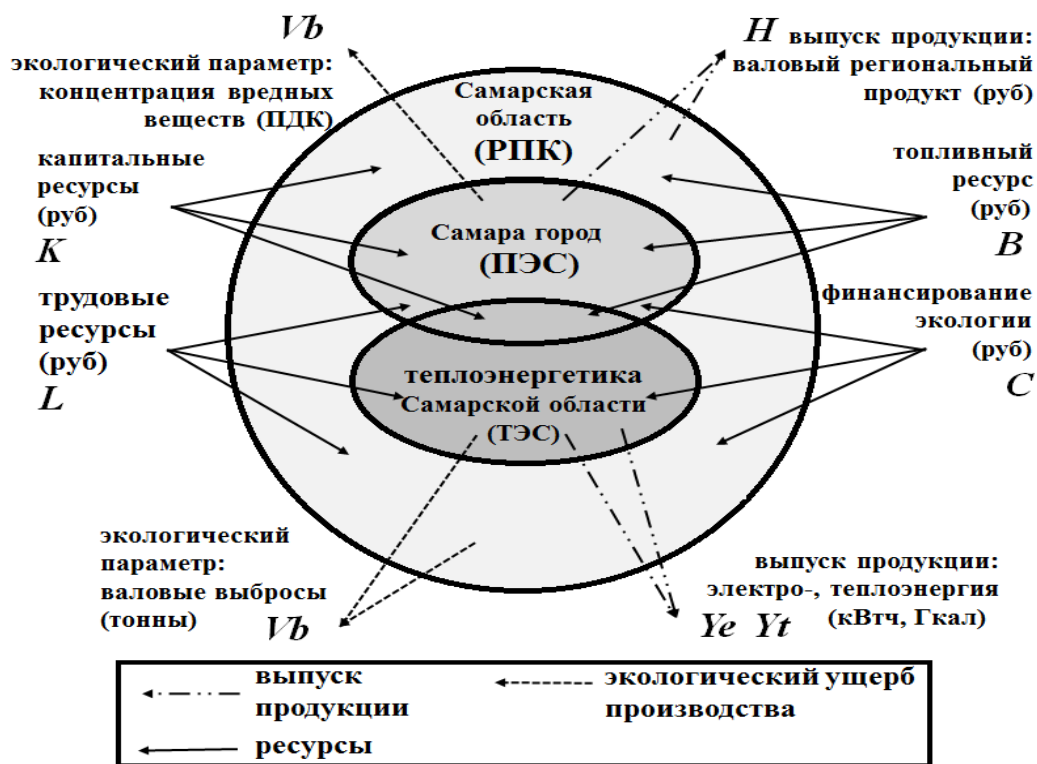 Vb
экологический параметр:
концентрация вредных
веществ (ПДК)
H выпуск продукции:
валовый региональный
продукт (руб)
Самарская
область
(РПК)
капитальные
ресурсы
(руб)
K
топливный
ресурс
(руб)
B
Самара город
(ПЭС)
трудовые
ресурсы
(руб)
L
финансирование
экологии
(руб)
C
теплоэнергетика
Самарской области
(ТЭС)
экологический
параметр:
валовые выбросы
(тонны)
Vb
выпуск продукции:
электро-, теплоэнергия
(кВтч, Гкал)
Ye Yt
выпуск
продукции
экологический ущерб
производства
ресурсы